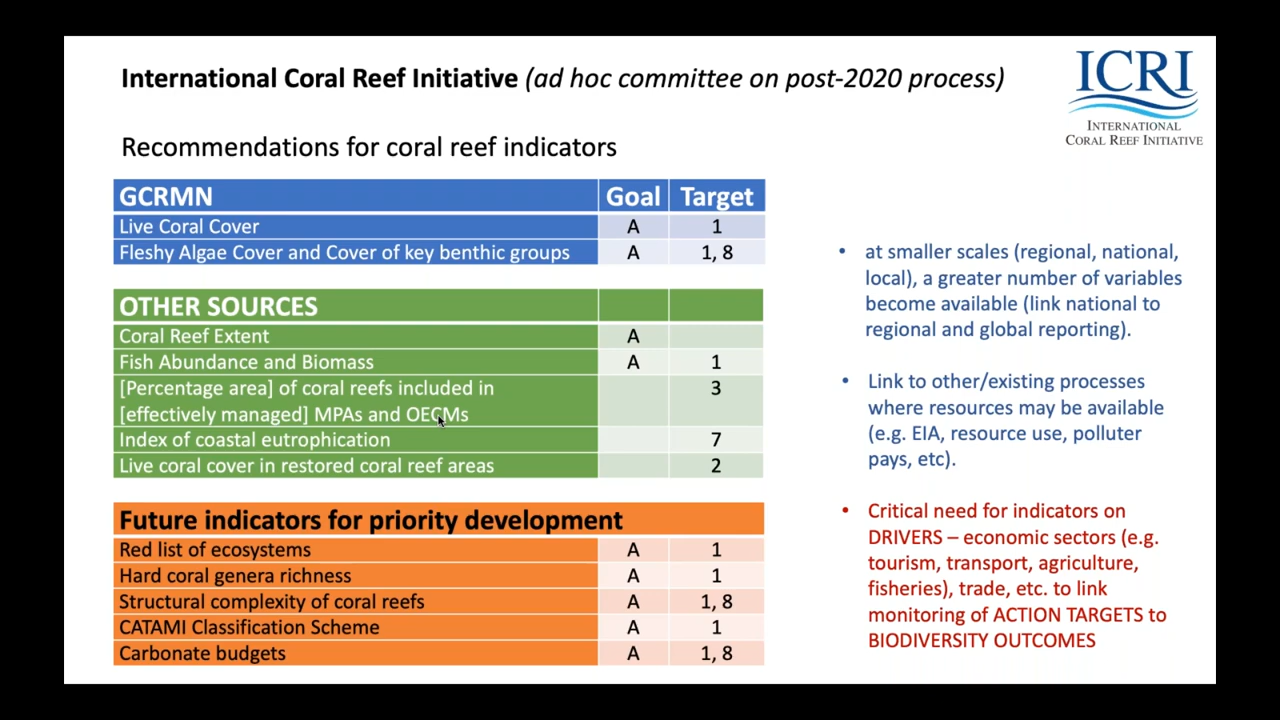 International Coral Reef Initiative (ad hoc committee on post-2020 process)
ICRI
INTERNATIONAL
CORAL REEF INITIATIVE
Recommendations for coral reef indicators
GCRMN Goal Target
Live Coral Cover A 1
Fleshy Algae Cover and Cover of key benthic groups A 1, 8
OTHER SOURCES
Coral Reef Extent A
Fish Abundance and Biomass A 1
[Percentage area] of coral reefs included in 3
[effectively managed] MPAs and OECMs
Index of coastal eutrophication 7
Live coral cover in restored coral reef areas 2
Future indicators for priority development
Red list of ecosystems A 1
Hard coral genera richness A 1
Structural complexity of coral reefs A 1, 8
CATAMI Classification Scheme A 1
Carbonate budgets A 1, 8
• at smaller scales (regional, national,
local), a greater number of variables
become available (link national to
regional and global reporting).
• Link to other/existing processes
where resources may be available
(e.g. EIA, resource use, polluter
pays, etc).
• Critical need for indicators on
DRIVERS – economic sectors (e.g.
tourism, transport, agriculture,
fisheries), trade, etc. to link
monitoring of ACTION TARGETS to
BIODIVERSITY OUTCOMES